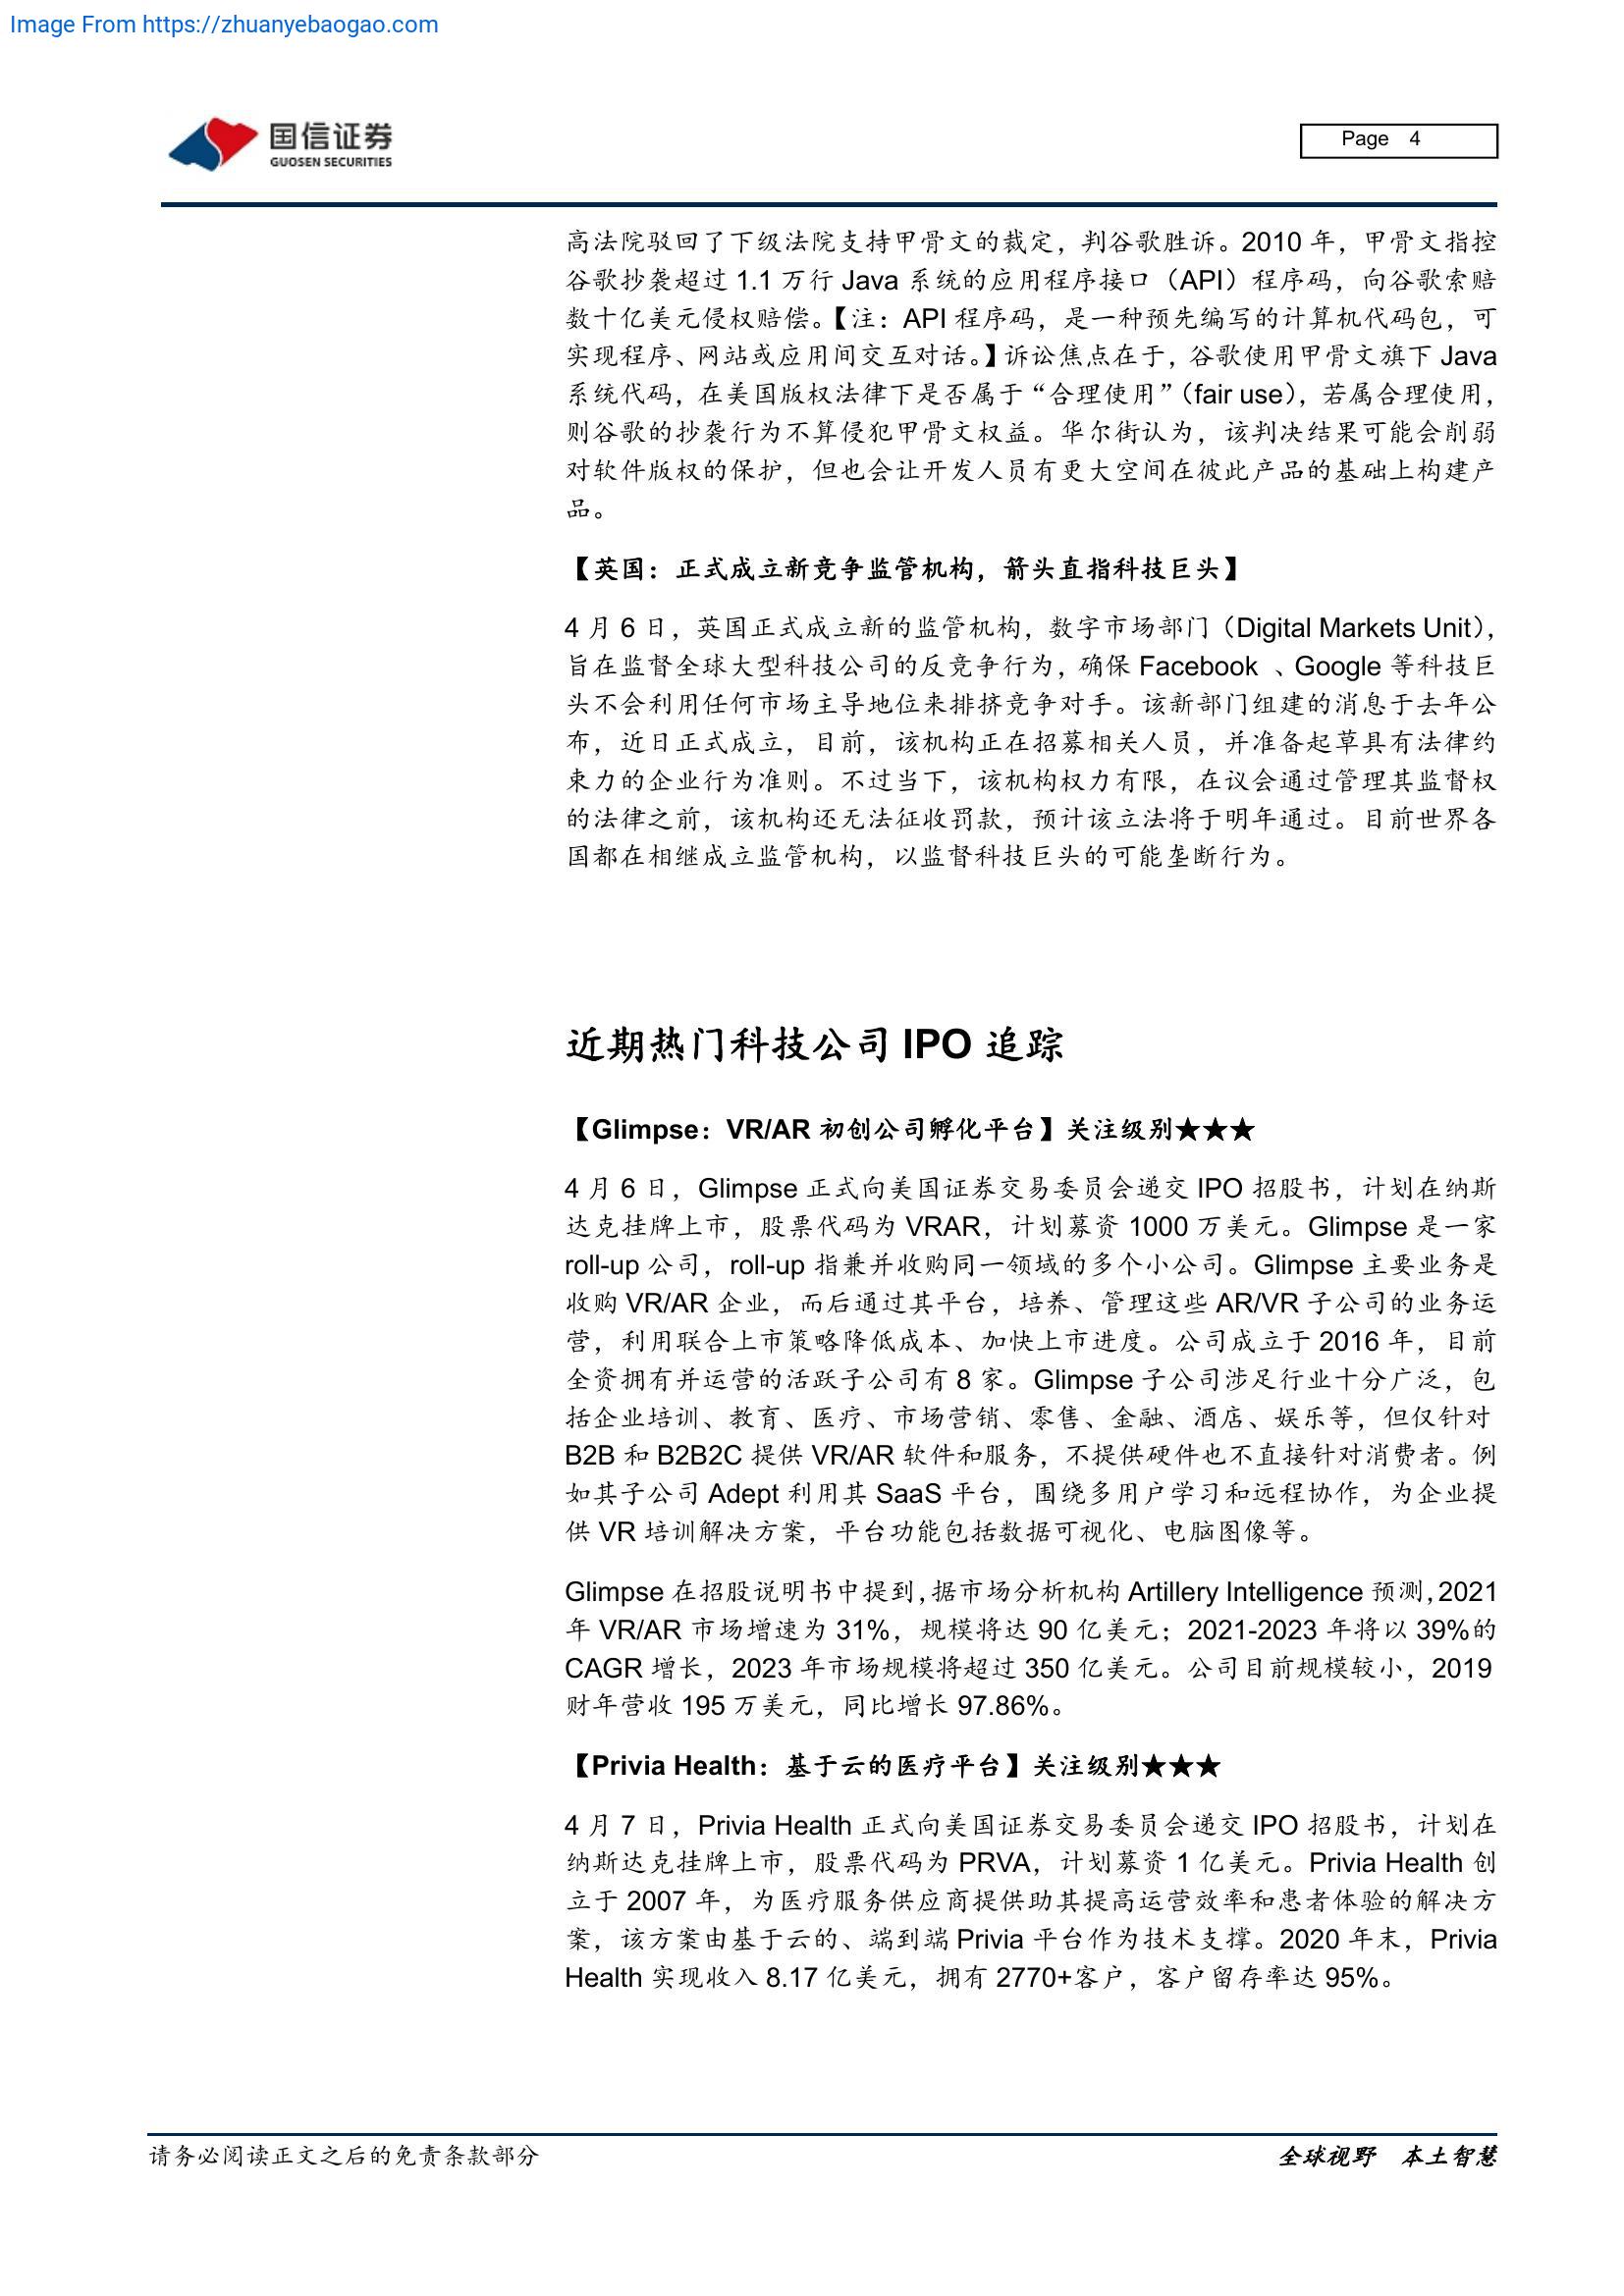 Image From https://zhuanyebaogao.com
国信证券
GUOSEN SECURITIES
Page 4
高法院驳回了下级法院支持甲骨文的裁定，判谷歌胜诉。2010 年，甲骨文指控
谷歌抄袭超过 1.1 万行 Java 系统的应用程序接口（API）程序码，向谷歌索赔
数十亿美元侵权赔偿。【注：API 程序码，是一种预先编写的计算机代码包，可
实现程序、网站或应用间交互对话。】诉讼焦点在于，谷歌使用甲骨文旗下 Java
系统代码，在美国版权法律下是否属于“合理使用”（fair use），若属合理使用，
则谷歌的抄袭行为不算侵犯甲骨文权益。华尔街认为，该判决结果可能会削弱
对软件版权的保护，但也会让开发人员有更大空间在彼此产品的基础上构建产
品。
【英国：正式成立新竞争监管机构，箭头直指科技巨头】
4 月 6 日，英国正式成立新的监管机构，数字市场部门（Digital Markets Unit），
旨在监督全球大型科技公司的反竞争行为，确保 Facebook 、Google 等科技巨
头不会利用任何市场主导地位来排挤竞争对手。该新部门组建的消息于去年公
布，近日正式成立，目前，该机构正在招募相关人员，并准备起草具有法律约
束力的企业行为准则。不过当下，该机构权力有限，在议会通过管理其监督权
的法律之前，该机构还无法征收罚款，预计该立法将于明年通过。目前世界各
国都在相继成立监管机构，以监督科技巨头的可能垄断行为。
近期热门科技公司 IPO 追踪
【Glimpse：VR/AR 初创公司孵化平台】关注级别★★★
4 月 6 日，Glimpse 正式向美国证券交易委员会递交 IPO 招股书，计划在纳斯
达克挂牌上市，股票代码为 VRAR，计划募资 1000 万美元。Glimpse 是一家
roll-up 公司，roll-up 指兼并收购同一领域的多个小公司。Glimpse 主要业务是
收购 VR/AR 企业，而后通过其平台，培养、管理这些 AR/VR 子公司的业务运
营，利用联合上市策略降低成本、加快上市进度。公司成立于 2016 年，目前
全资拥有并运营的活跃子公司有 8 家。Glimpse 子公司涉足行业十分广泛，包
括企业培训、教育、医疗、市场营销、零售、金融、酒店、娱乐等，但仅针对
B2B 和 B2B2C 提供 VR/AR 软件和服务，不提供硬件也不直接针对消费者。例
如其子公司 Adept 利用其 SaaS 平台，围绕多用户学习和远程协作，为企业提
供 VR 培训解决方案，平台功能包括数据可视化、电脑图像等。
Glimpse 在招股说明书中提到，据市场分析机构 Artillery Intelligence 预测，2021
年 VR/AR 市场增速为 31%，规模将达 90 亿美元；2021-2023 年将以 39%的
CAGR 增长，2023 年市场规模将超过 350 亿美元。公司目前规模较小，2019
财年营收 195 万美元，同比增长 97.86%。
【Privia Health：基于云的医疗平台】关注级别★★★
4 月 7 日，Privia Health 正式向美国证券交易委员会递交 IPO 招股书，计划在
纳斯达克挂牌上市，股票代码为 PRVA，计划募资 1 亿美元。Privia Health 创
立于 2007 年，为医疗服务供应商提供助其提高运营效率和患者体验的解决方
案，该方案由基于云的、端到端 Privia 平台作为技术支撑。2020 年末，Privia
Health 实现收入 8.17 亿美元，拥有 2770+客户，客户留存率达 95%。
请务必阅读正文之后的免责条款部分
全球视野 本土智慧